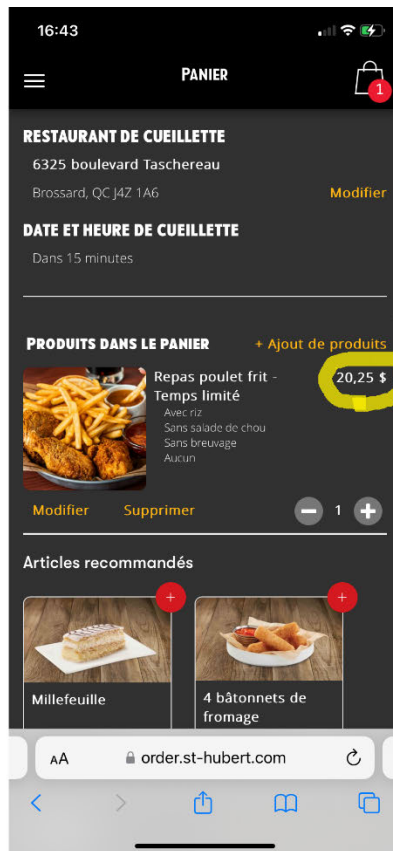 16:43
PANIER
1
RESTAURANT DE CUEILLETTE
6325 boulevard Taschereau
Brossard, QC J4Z 1A6
Modifier
DATE ET HEURE DE CUEILLETTE
Dans 15 minutes
PRODUITS DANS LE PANIER
+ Ajout de produits
Repas poulet frit -
Temps limité
20,25 $
Avec riz
Sans salade de chou
Sans breuvage
Aucun
Modifier
Supprimer
1
Articles recommandés
Millefeuille
4 bâtonnets de
fromage
AA
order.st-hubert.com